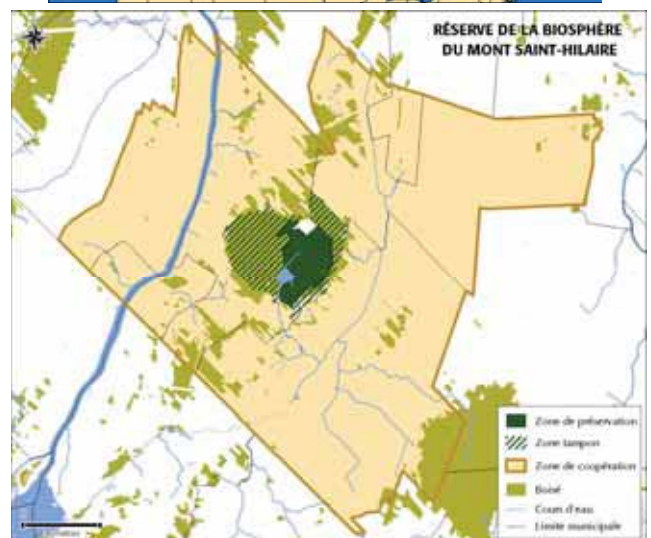 RÉSERVE DE LA BIOSPHÈRE
DU MONT SAINT-HILAIRE
Zone de préservation
Zone tampon
Zone de coopération
Boisé
Cours d'eau
Limite municipale